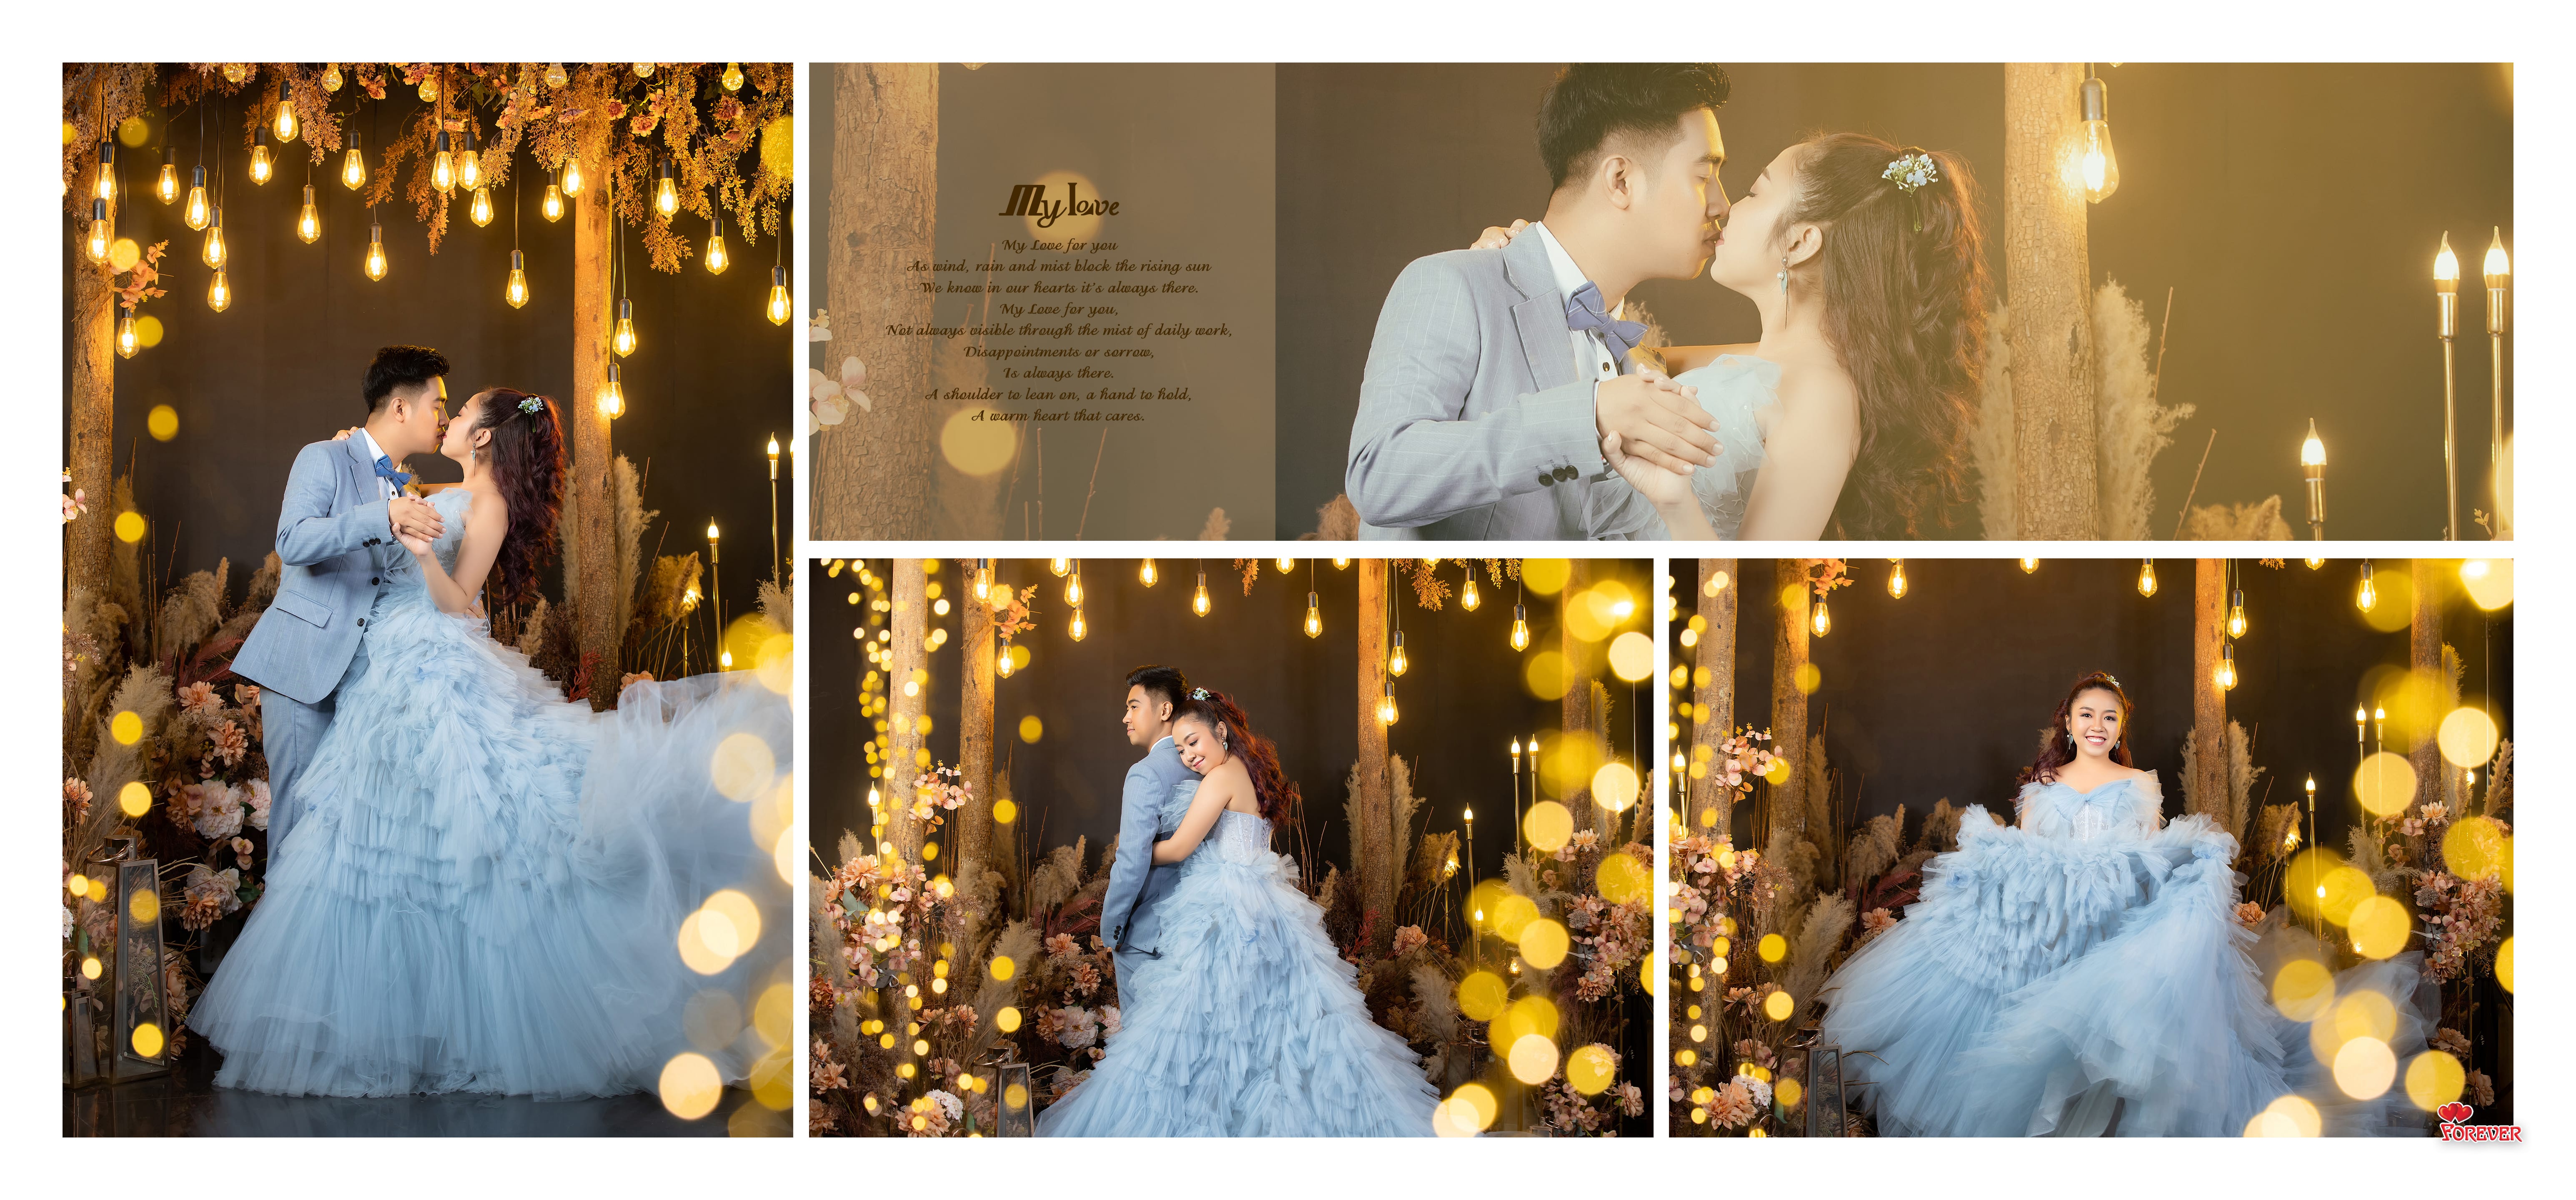 My Love
My Love for you
As wind, rain and mist block the rising sun
We know in our hearts it's always there.
My Love for you,
Not always visible through the mist of daily work,
Disappointments or sorrow,
Is always there.
A shoulder to lean on, a hand to hold,
A warm heart that cares.
FOREVER